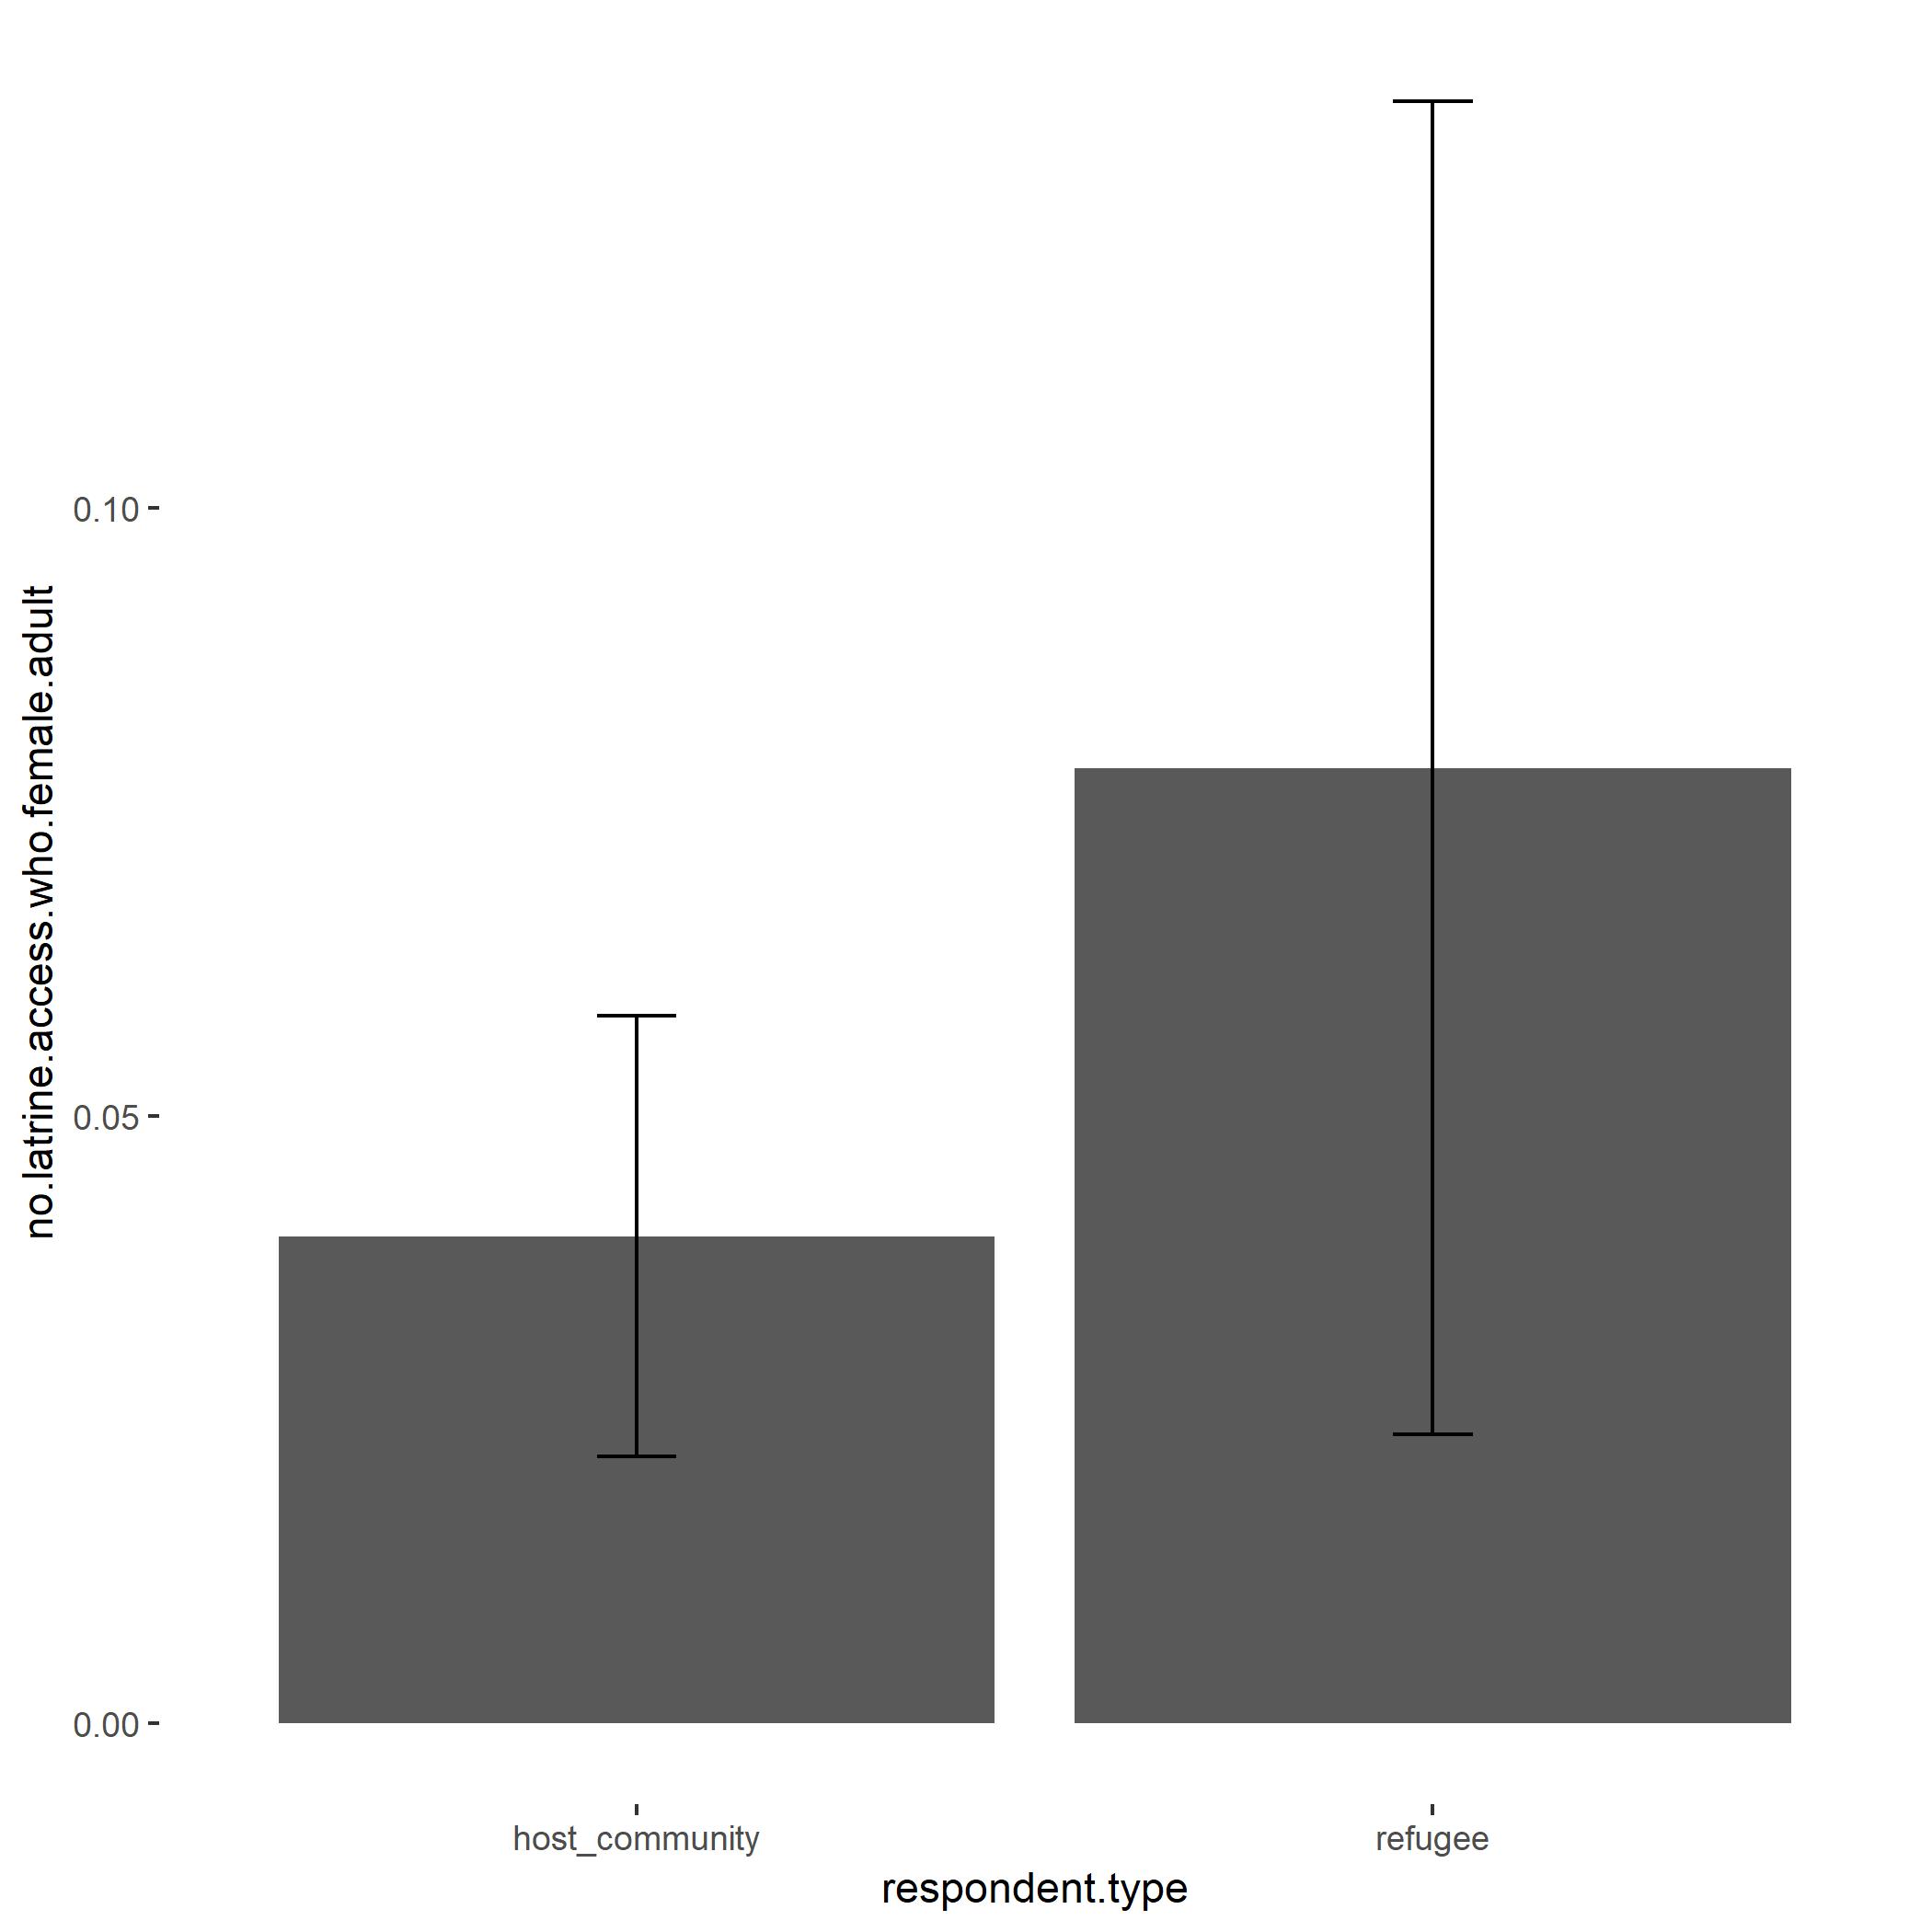 no.latrine.access.who.female.adult
0.10
0.05
0.00
host_community
refugee
respondent.type